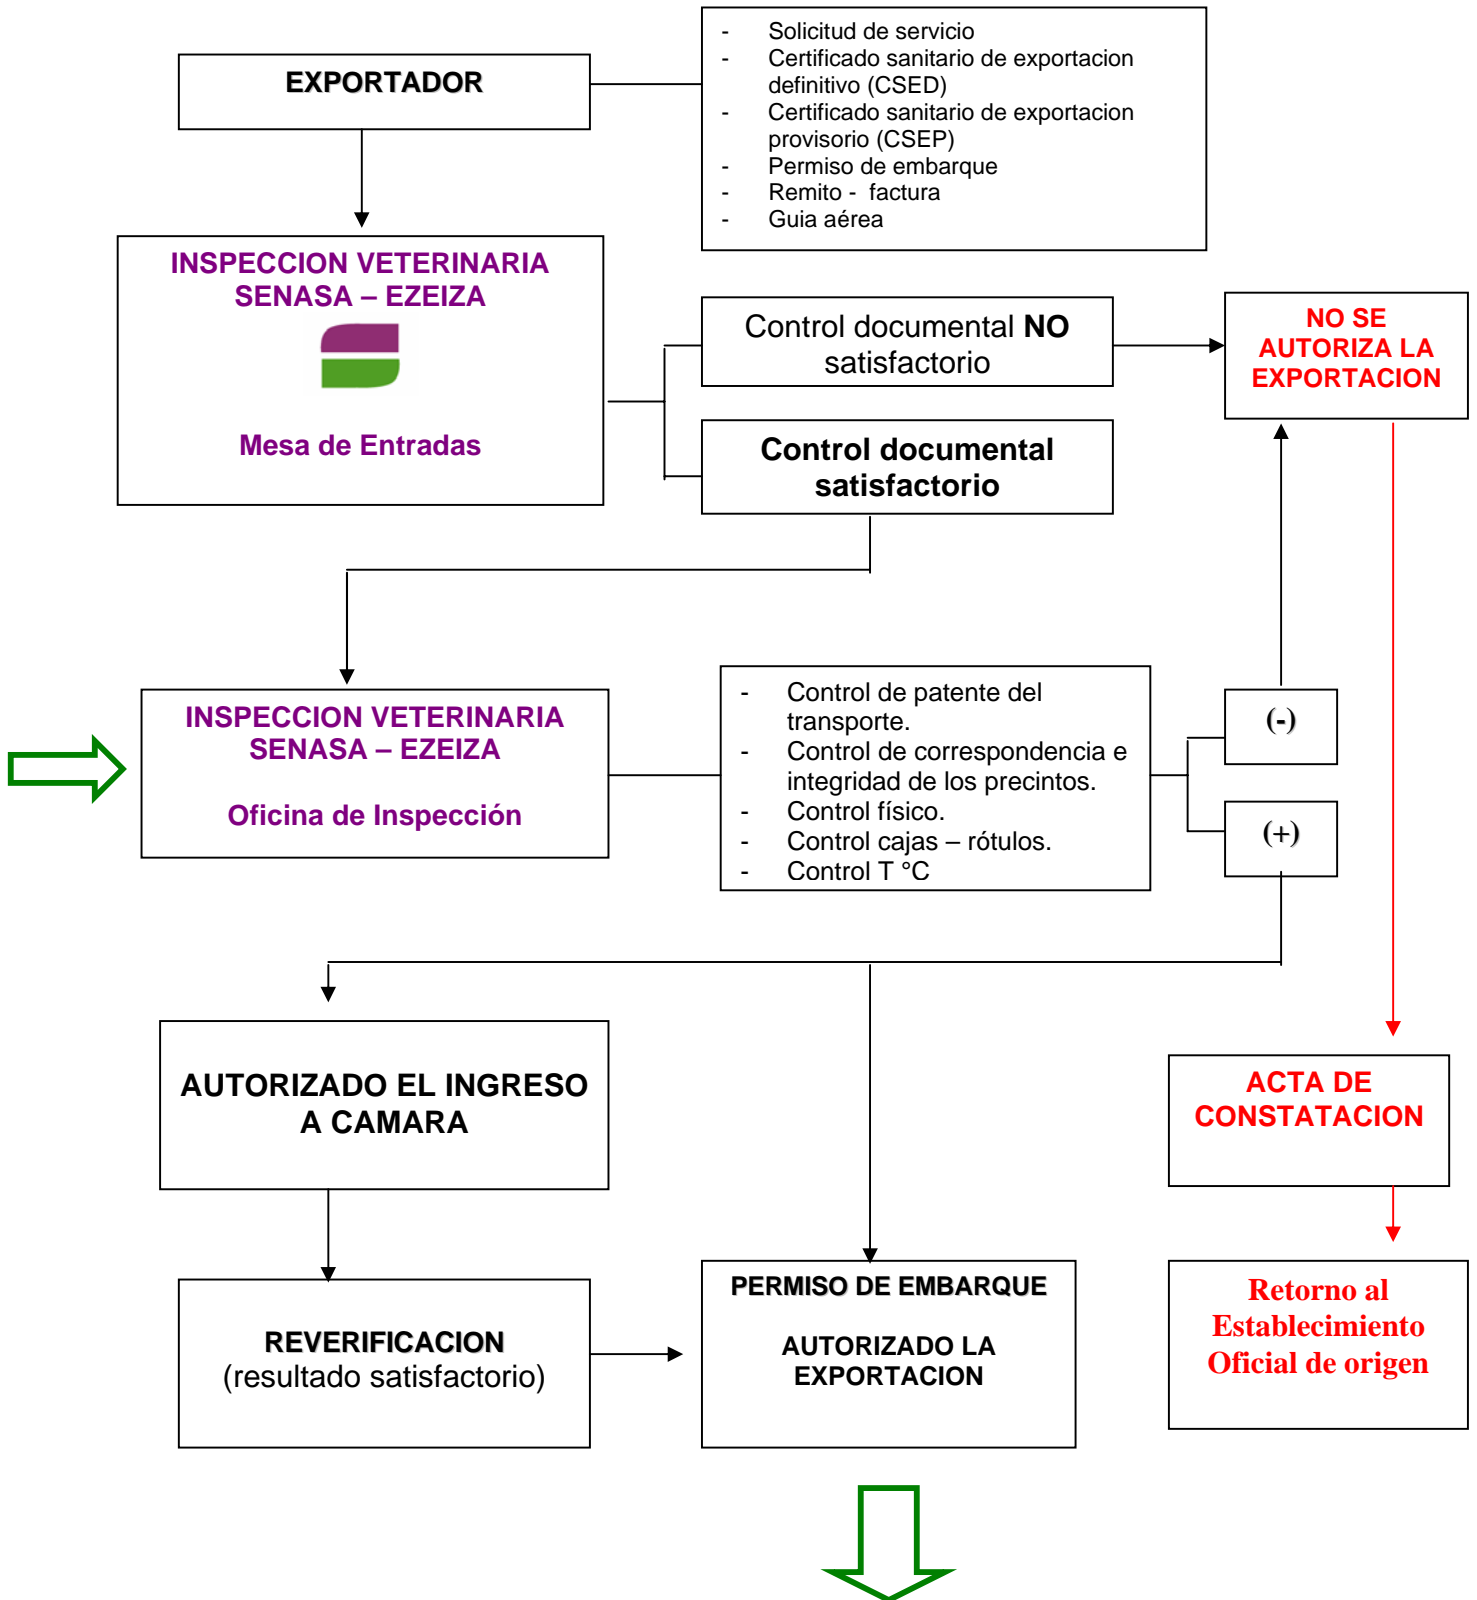 EXPORTADOR
- Solicitud de servicio
- Certificado sanitario de exportacion
definitivo (CSED)
- Certificado sanitario de exportacion
provisorio (CSEP)
- Permiso de embarque
- Remito - factura
- Guia aérea
INSPECCION VETERINARIA
SENASA – EZEIZA
Mesa de Entradas
Control documental NO
satisfactorio
NO SE
AUTORIZA LA
EXPORTACION
Control documental
satisfactorio
INSPECCION VETERINARIA
SENASA – EZEIZA
Oficina de Inspección
- Control de patente del
transporte.
- Control de correspondencia e
integridad de los precintos.
- Control físico.
- Control cajas – rótulos.
- Control T °C
(-)
(+)
AUTORIZADO EL INGRESO
A CAMARA
ACTA DE
CONSTATACION
REVERIFICACION
(resultado satisfactorio)
PERMISO DE EMBARQUE
AUTORIZADO LA
EXPORTACION
Retorno al
Establecimiento
Oficial de origen